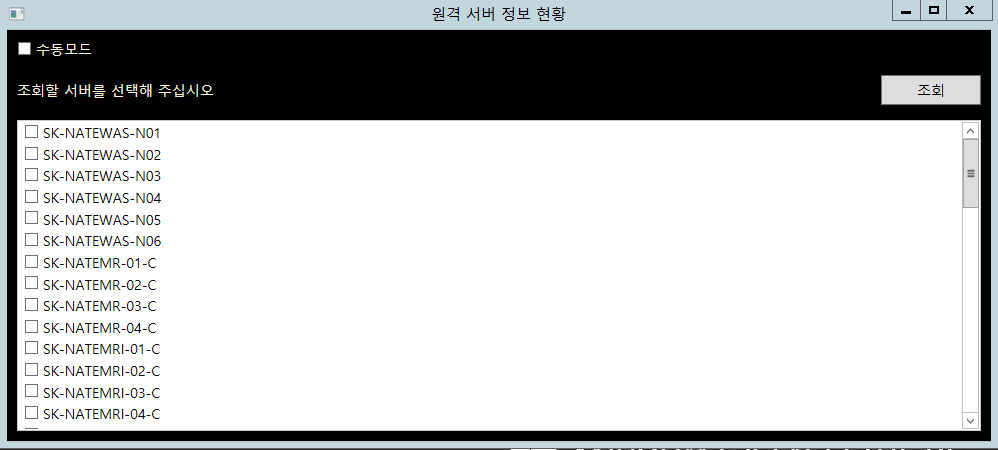 원격 서버 정보 현황
수동모드
조회할 서버를 선택해 주십시오
조회
SK-NATEWAS-N01
SK-NATEWAS-N02
SK-NATEWAS-N03
SK-NATEWAS-N04
SK-NATEWAS-N05
SK-NATEWAS-N06
SK-NATEMR-01-C
SK-NATEMR-02-C
SK-NATEMR-03-C
SK-NATEMR-04-C
SK-NATEMRI-01-C
SK-NATEMRI-02-C
SK-NATEMRI-03-C
SK-NATEMRI-04-C